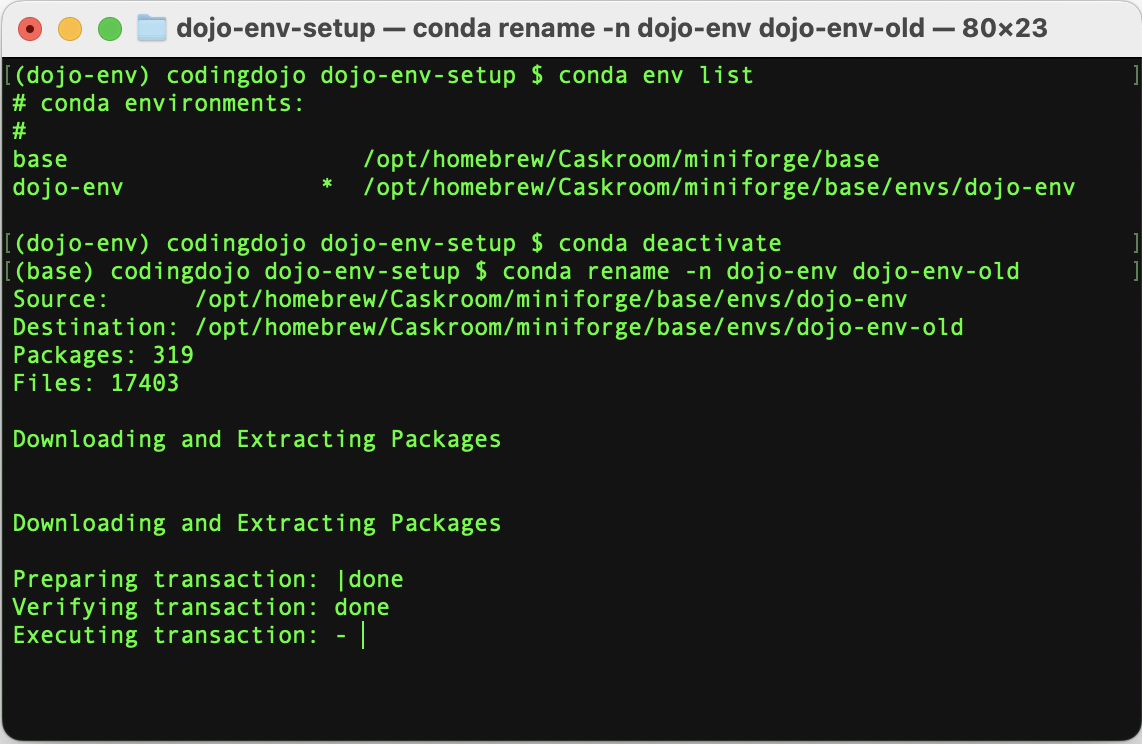 dojo-env-setup — conda rename -n dojo-env dojo-env-old — 80×23
[(dojo-env) codingdojo dojo-env-setup $ conda env list ]
# conda environments:
#
base                     /opt/homebrew/Caskroom/miniforge/base
dojo-env              *  /opt/homebrew/Caskroom/miniforge/base/envs/dojo-env
[(dojo-env) codingdojo dojo-env-setup $ conda deactivate ]
[(base) codingdojo dojo-env-setup $ conda rename -n dojo-env dojo-env-old ]
Source:      /opt/homebrew/Caskroom/miniforge/base/envs/dojo-env
Destination: /opt/homebrew/Caskroom/miniforge/base/envs/dojo-env-old
Packages: 319
Files: 17403
Downloading and Extracting Packages
Downloading and Extracting Packages
Preparing transaction: |done
Verifying transaction: done
Executing transaction: -